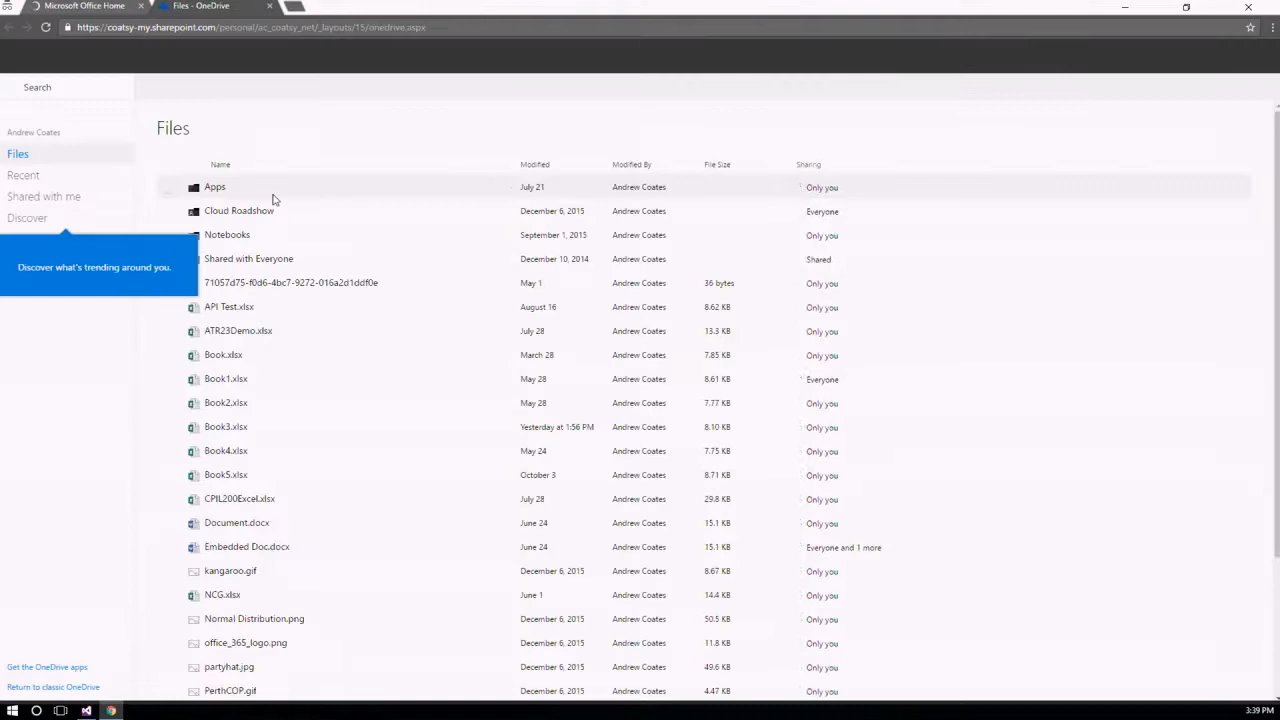 Microsoft Office Home
Files - OneDrive
https://coatsy-my.sharepoint.com/personal/ac_coatsy_net/_layouts/15/onedrive.aspx
Search
Andrew Coates
Files
Recent
Shared with me
Discover
Discover what's trending around you.
Get the OneDrive apps
Return to classic OneDrive
Files
Name Modified Modified By File Size Sharing
Apps July 21 Andrew Coates Only you
Cloud Roadshow December 6, 2015 Andrew Coates Everyone
Notebooks September 1, 2015 Andrew Coates Only you
Shared with Everyone December 10, 2014 Andrew Coates Shared
71057d75-f0d6-4bc7-9272-016a2d1ddf0e May 1 Andrew Coates 36 bytes Only you
API Test.xlsx August 16 Andrew Coates 8.62 KB Only you
ATR23Demo.xlsx July 28 Andrew Coates 13.3 KB Only you
Book.xlsx March 28 Andrew Coates 7.85 KB Only you
Book1.xlsx May 28 Andrew Coates 8.61 KB Everyone
Book2.xlsx May 28 Andrew Coates 7.77 KB Only you
Book3.xlsx Yesterday at 1:56 PM Andrew Coates 8.10 KB Only you
Book4.xlsx May 24 Andrew Coates 7.75 KB Only you
Book5.xlsx October 3 Andrew Coates 8.71 KB Only you
CPIL200Excel.xlsx July 28 Andrew Coates 29.8 KB Only you
Document.docx June 24 Andrew Coates 15.1 KB Only you
Embedded Doc.docx June 24 Andrew Coates 15.1 KB Everyone and 1 more
kangaroo.gif December 6, 2015 Andrew Coates 8.67 KB Only you
NCG.xlsx June 1 Andrew Coates 14.4 KB Only you
Normal Distribution.png December 6, 2015 Andrew Coates 50.5 KB Only you
office_365_logo.png December 6, 2015 Andrew Coates 11.8 KB Only you
partyhat.jpg December 6, 2015 Andrew Coates 49.6 KB Only you
PerthCOP.gif December 6, 2015 Andrew Coates 4.47 KB Only you
3:39 PM